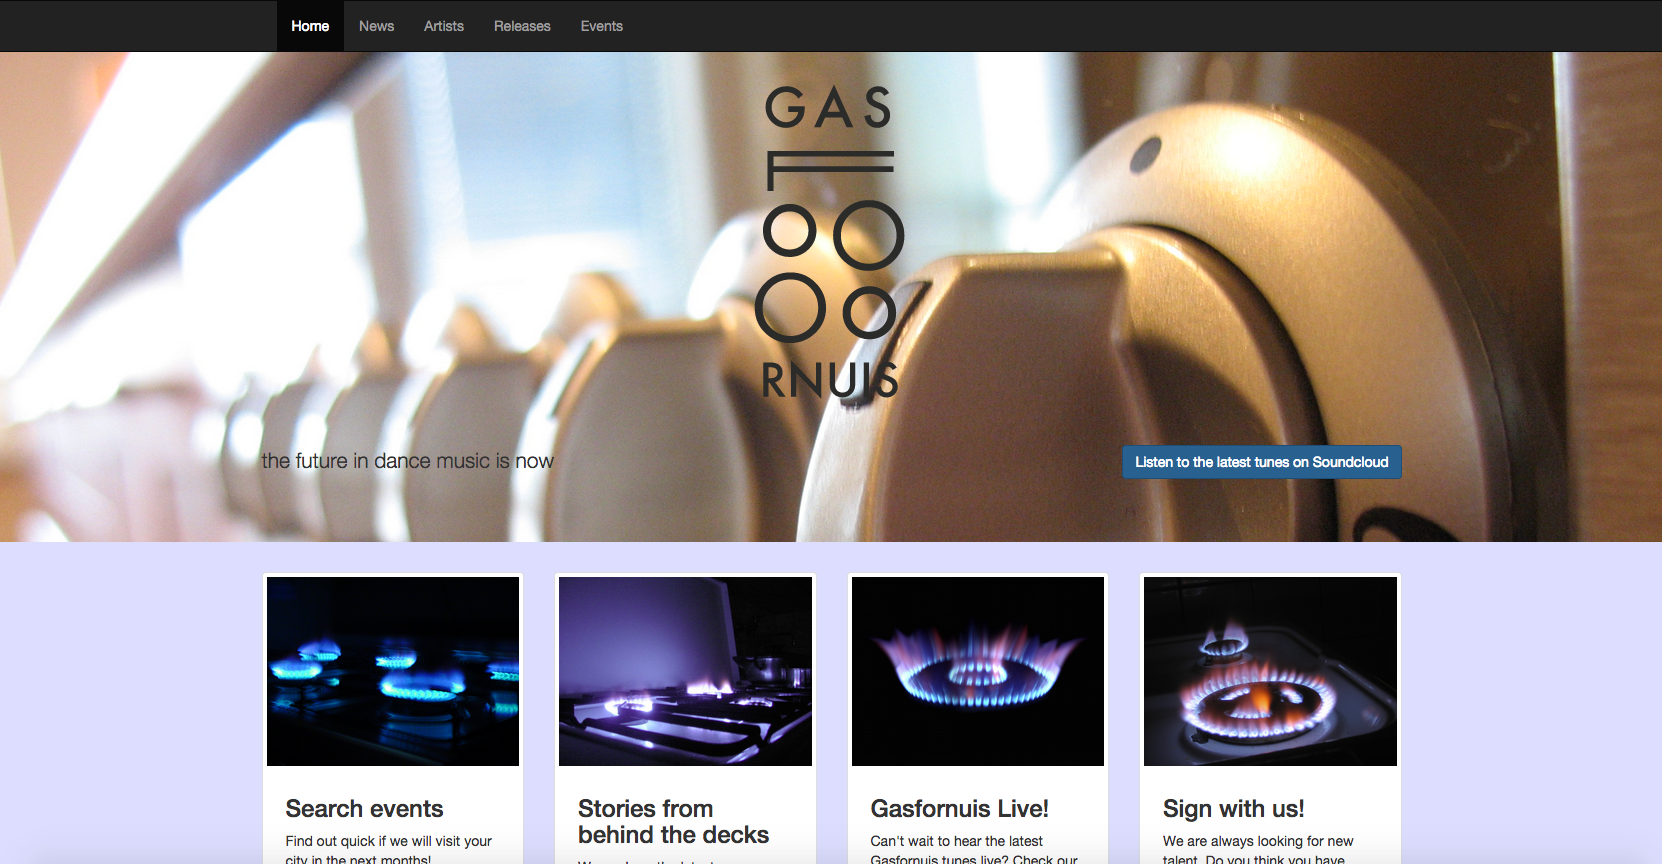 Home News Artists Releases Events
GAS
F
RNUIS
the future in dance music is now
Listen to the latest tunes on Soundcloud
Search events
Find out quick if we will visit your
city in the next months!
Stories from
behind the decks
Gasfornuis Live!
Can't wait to hear the latest
Gasfornuis tunes live? Check our
Sign with us!
We are always looking for new
talent. Do you think you have